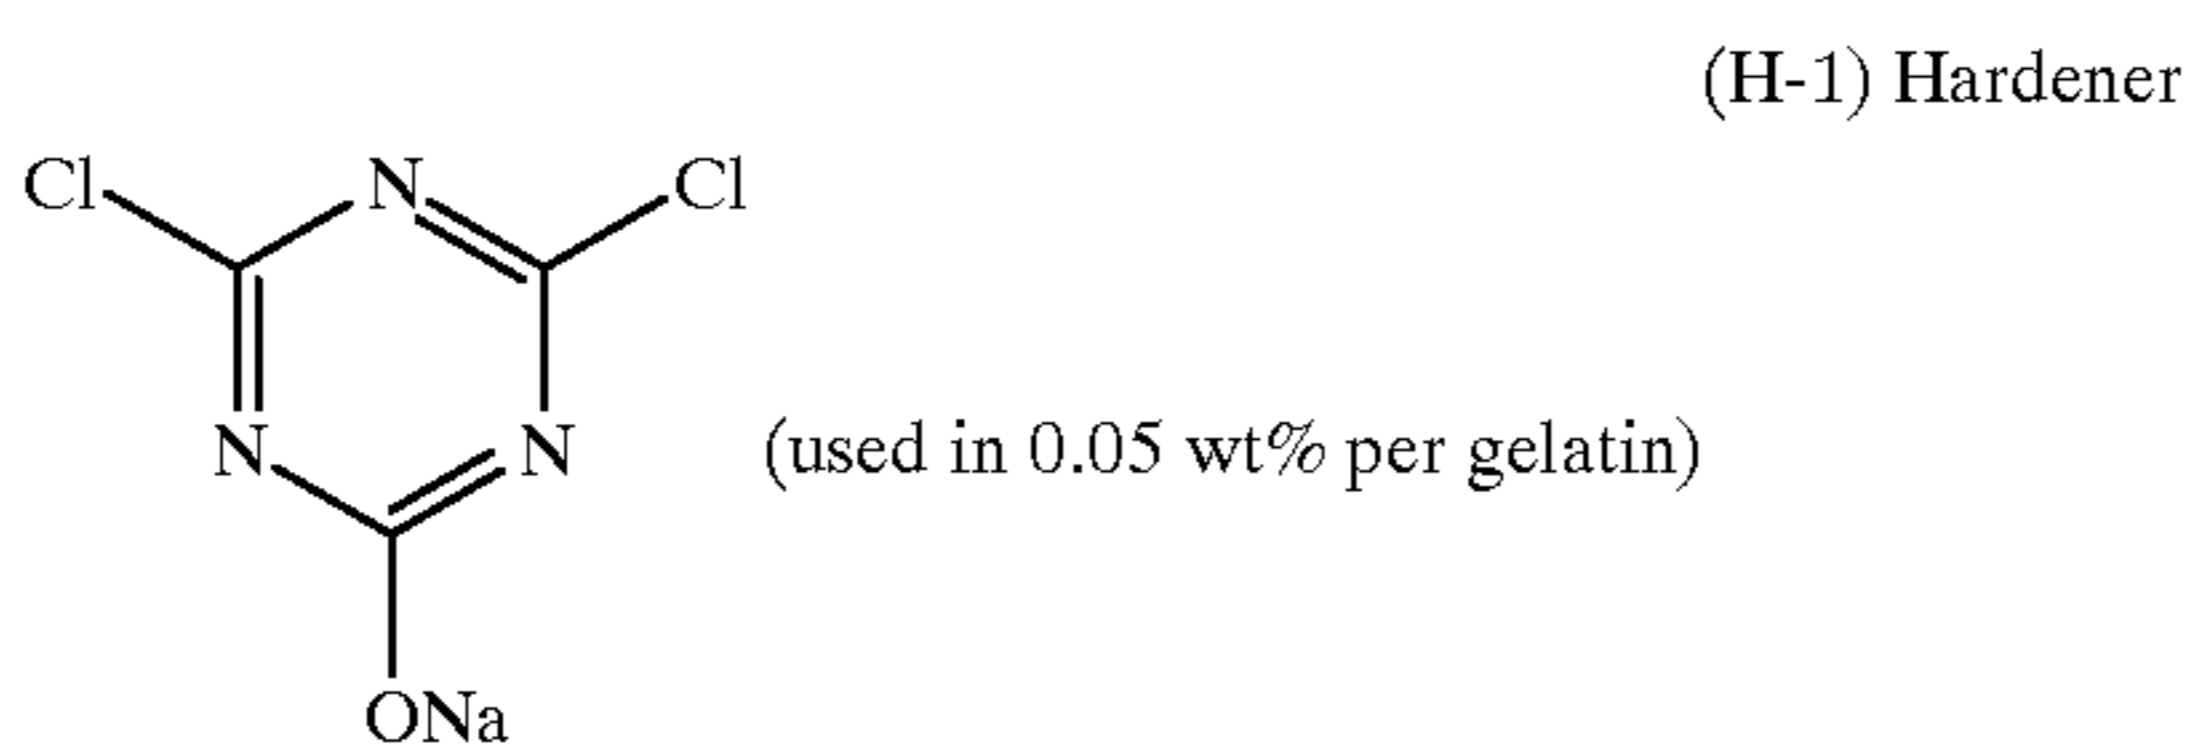 (H-1) Hardener
Cl N Cl
N N (used in 0.05 wt% per gelatin)
ONa